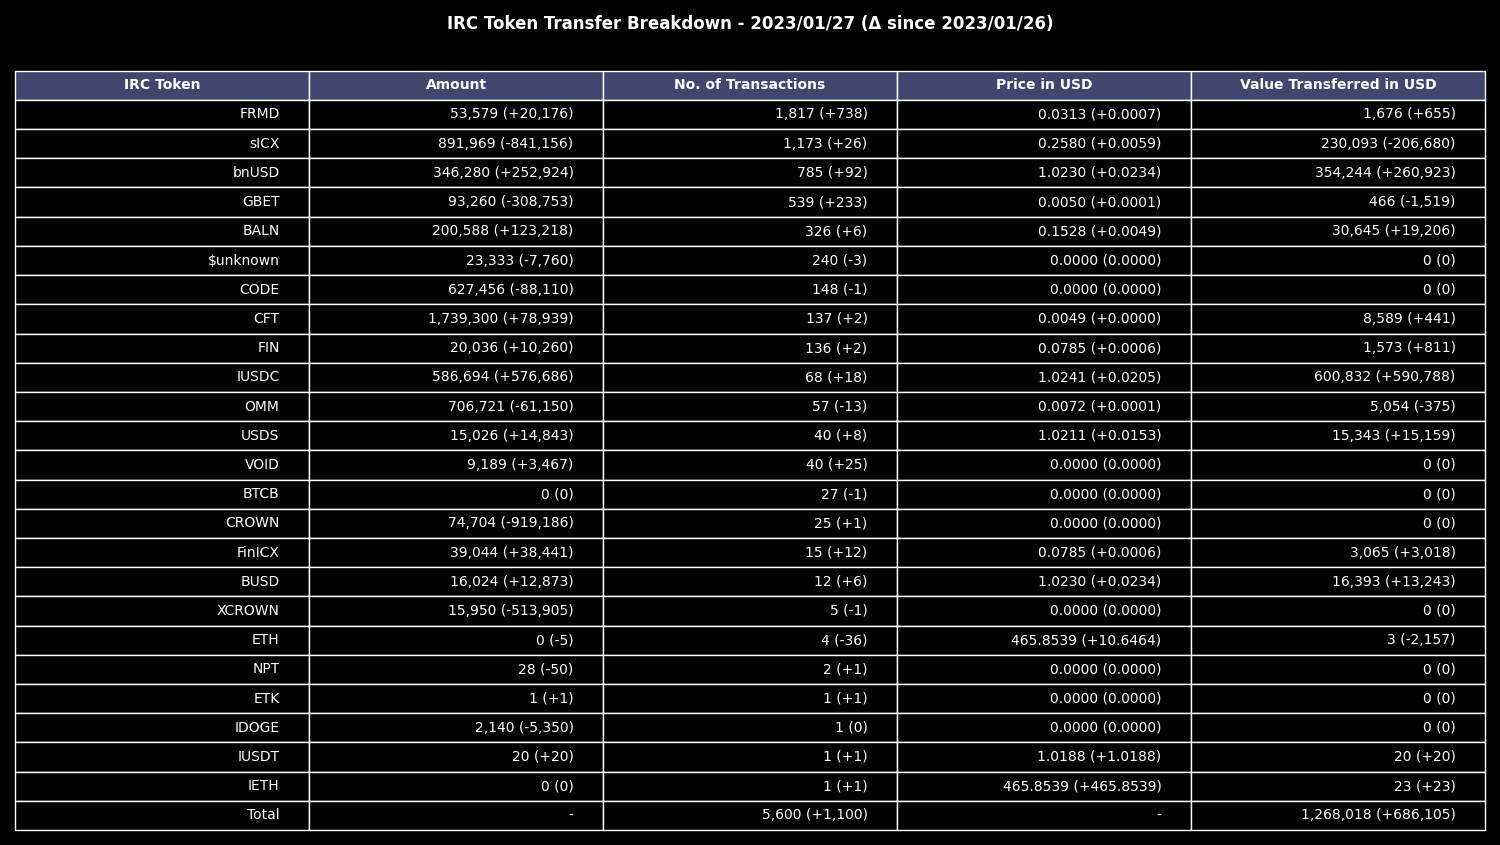 IRC Token Transfer Breakdown - 2023/01/27 (Δ since 2023/01/26)
IRC Token Amount No. of Transactions Price in USD Value Transferred in USD
FRMD 53,579 (+20,176) 1,817 (+738) 0.0313 (+0.0007) 1,676 (+655)
sICX 891,969 (-841,156) 1,173 (+26) 0.2580 (+0.0059) 230,093 (-206,680)
bnUSD 346,280 (+252,924) 785 (+92) 1.0230 (+0.0234) 354,244 (+260,923)
GBET 93,260 (-308,753) 539 (+233) 0.0050 (+0.0001) 466 (-1,519)
BALN 200,588 (+123,218) 326 (+6) 0.1528 (+0.0049) 30,645 (+19,206)
$unknown 23,333 (-7,760) 240 (-3) 0.0000 (0.0000) 0 (0)
CODE 627,456 (-88,110) 148 (-1) 0.0000 (0.0000) 0 (0)
CFT 1,739,300 (+78,939) 137 (+2) 0.0049 (+0.0000) 8,589 (+441)
FIN 20,036 (+10,260) 136 (+2) 0.0785 (+0.0006) 1,573 (+811)
IUSDC 586,694 (+576,686) 68 (+18) 1.0241 (+0.0205) 600,832 (+590,788)
OMM 706,721 (-61,150) 57 (-13) 0.0072 (+0.0001) 5,054 (-375)
USDS 15,026 (+14,843) 40 (+8) 1.0211 (+0.0153) 15,343 (+15,159)
VOID 9,189 (+3,467) 40 (+25) 0.0000 (0.0000) 0 (0)
BTCB 0 (0) 27 (-1) 0.0000 (0.0000) 0 (0)
CROWN 74,704 (-919,186) 25 (+1) 0.0000 (0.0000) 0 (0)
FinICX 39,044 (+38,441) 15 (+12) 0.0785 (+0.0006) 3,065 (+3,018)
BUSD 16,024 (+12,873) 12 (+6) 1.0230 (+0.0234) 16,393 (+13,243)
XCROWN 15,950 (-513,905) 5 (-1) 0.0000 (0.0000) 0 (0)
ETH 0 (-5) 4 (-36) 465.8539 (+10.6464) 3 (-2,157)
NPT 28 (-50) 2 (+1) 0.0000 (0.0000) 0 (0)
ETK 1 (+1) 1 (+1) 0.0000 (0.0000) 0 (0)
IDOGE 2,140 (-5,350) 1 (0) 0.0000 (0.0000) 0 (0)
IUSDT 20 (+20) 1 (+1) 1.0188 (+1.0188) 20 (+20)
IETH 0 (0) 1 (+1) 465.8539 (+465.8539) 23 (+23)
Total - 5,600 (+1,100) - 1,268,018 (+686,105)